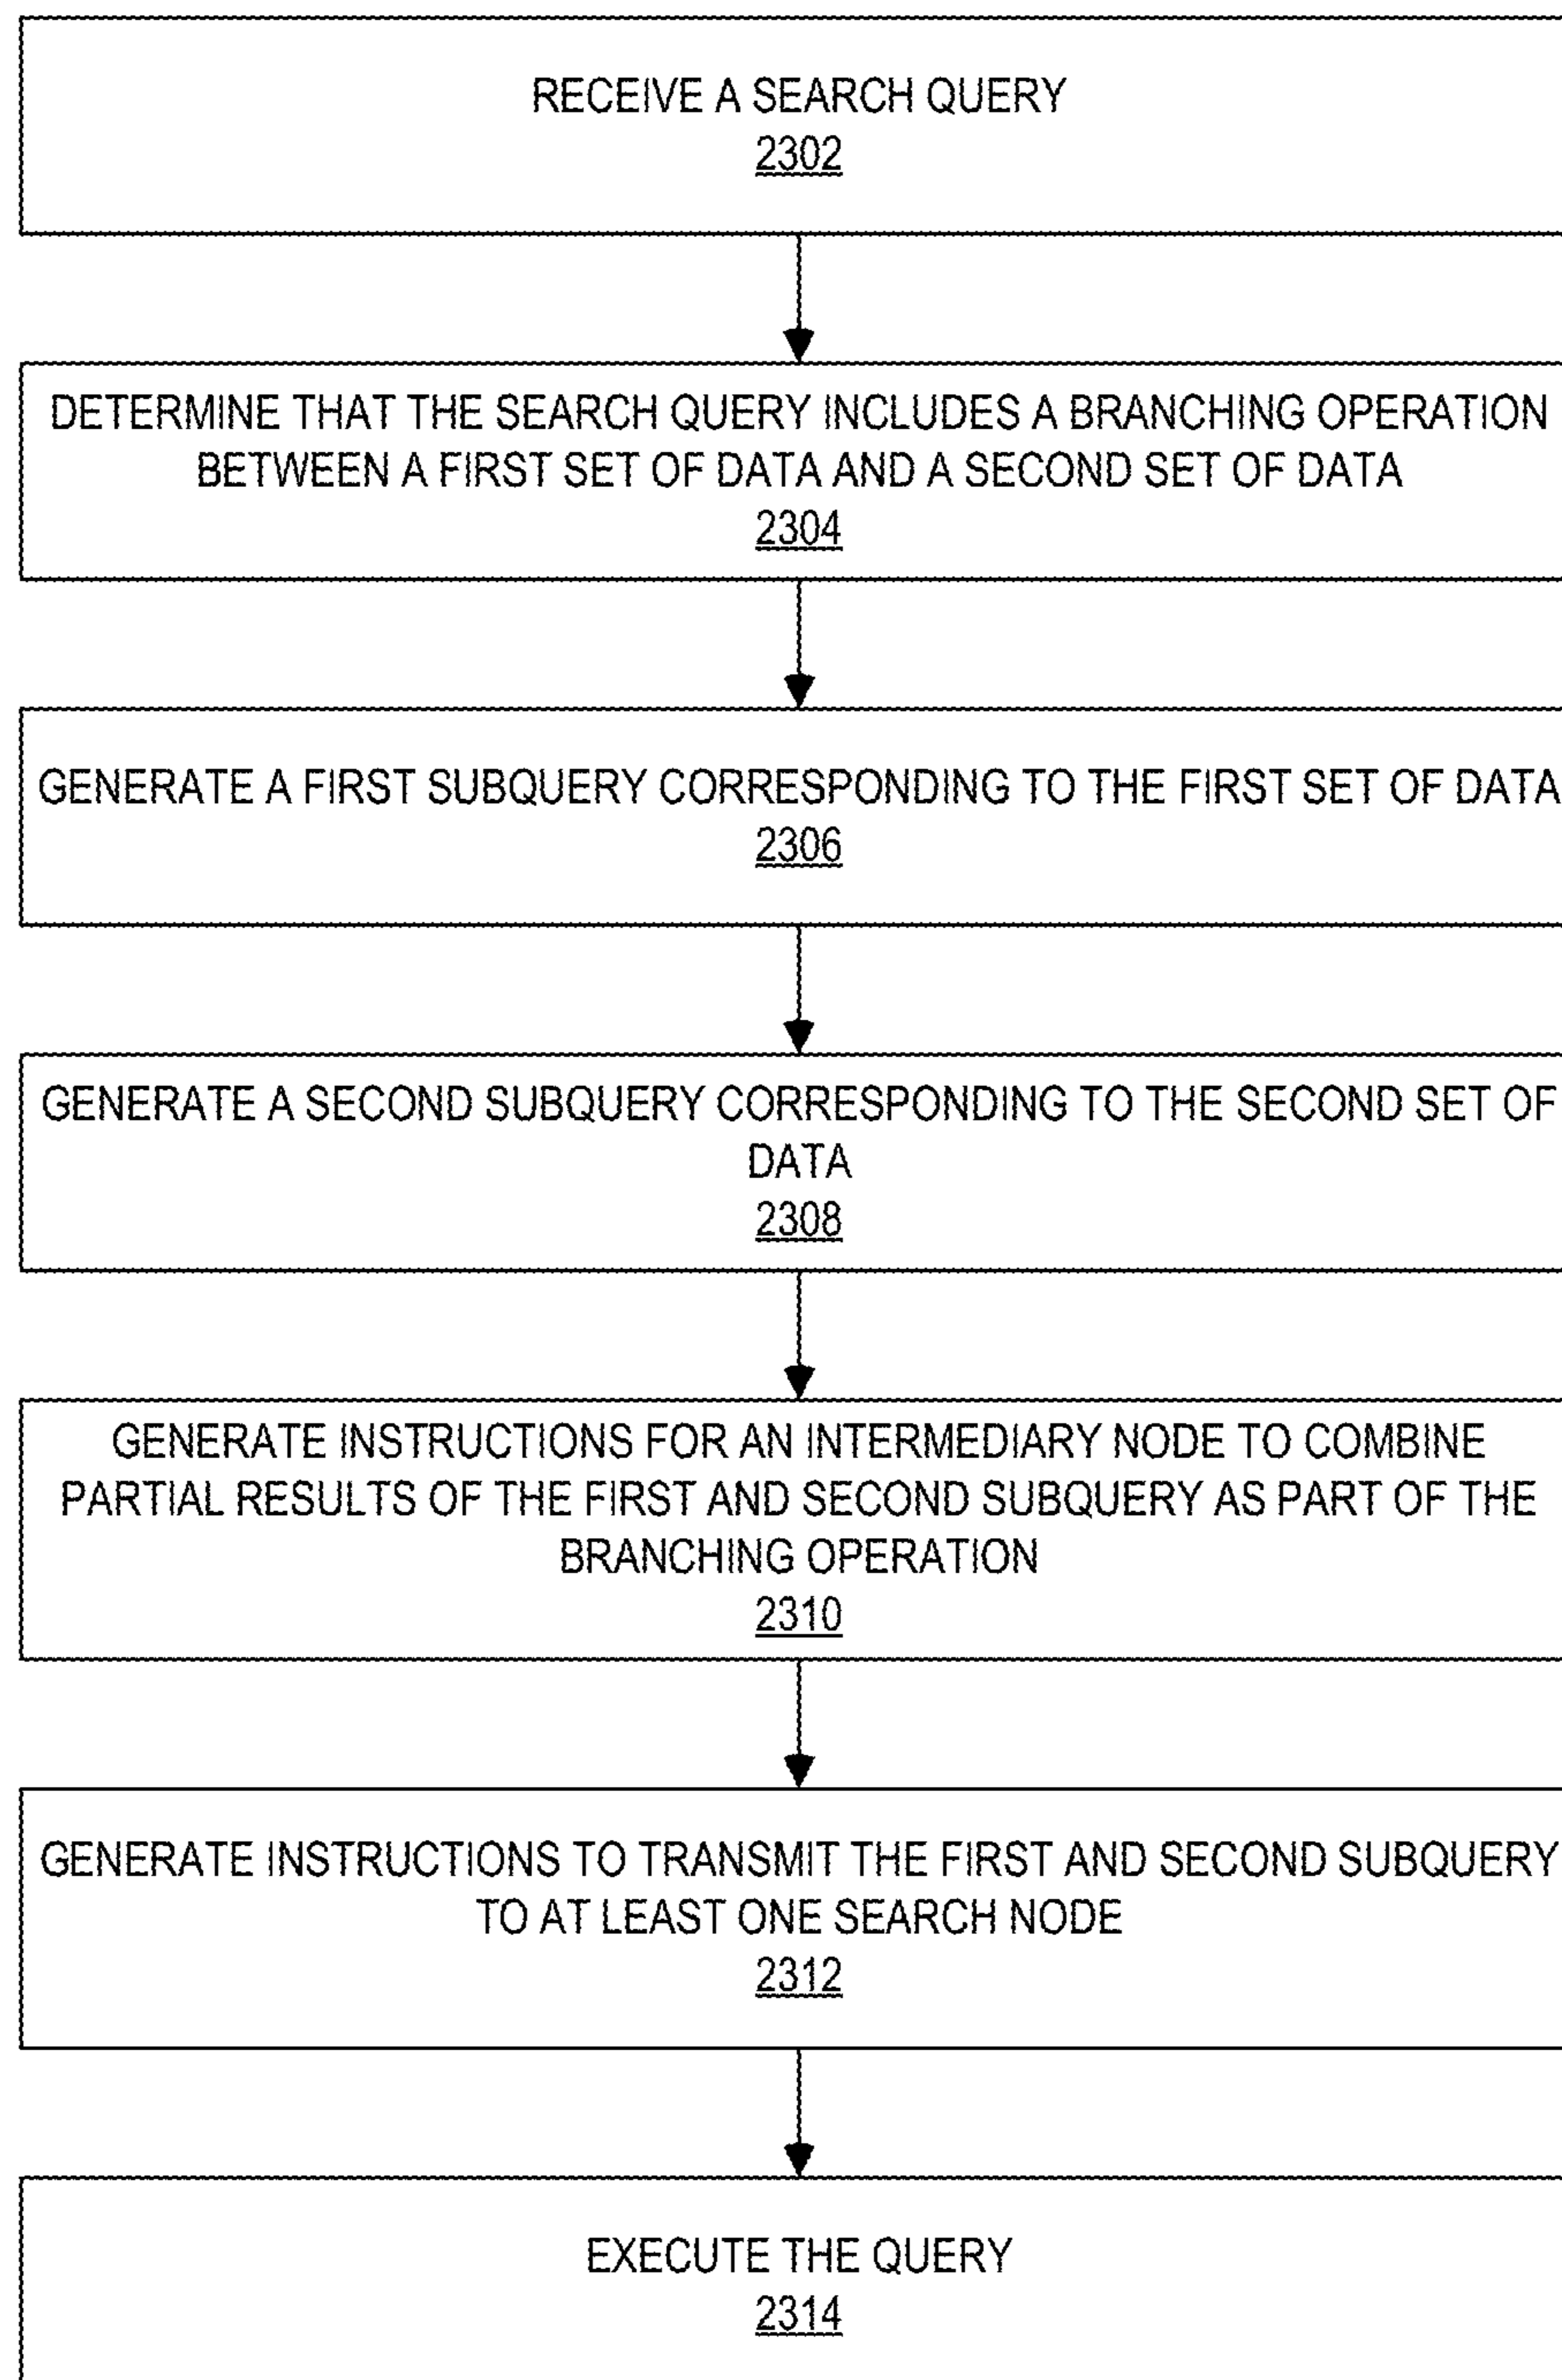 RECEIVE A SEARCH QUERY
2302
DETERMINE THAT THE SEARCH QUERY INCLUDES A BRANCHING OPERATION
BETWEEN A FIRST SET OF DATA AND A SECOND SET OF DATA
2304
GENERATE A FIRST SUBQUERY CORRESPONDING TO THE FIRST SET OF DATA
2306
GENERATE A SECOND SUBQUERY CORRESPONDING TO THE SECOND SET OF
DATA
2308
GENERATE INSTRUCTIONS FOR AN INTERMEDIARY NODE TO COMBINE
PARTIAL RESULTS OF THE FIRST AND SECOND SUBQUERY AS PART OF THE
BRANCHING OPERATION
2310
GENERATE INSTRUCTIONS TO TRANSMIT THE FIRST AND SECOND SUBQUERY
TO AT LEAST ONE SEARCH NODE
2312
EXECUTE THE QUERY
2314